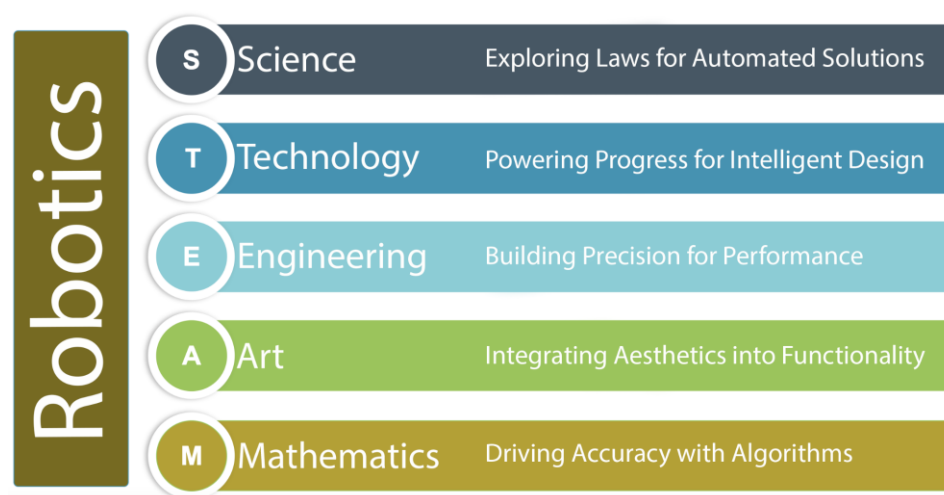 Robotics
S Science Exploring Laws for Automated Solutions
T Technology Powering Progress for Intelligent Design
E Engineering Building Precision for Performance
A Art Integrating Aesthetics into Functionality
M Mathematics Driving Accuracy with Algorithms